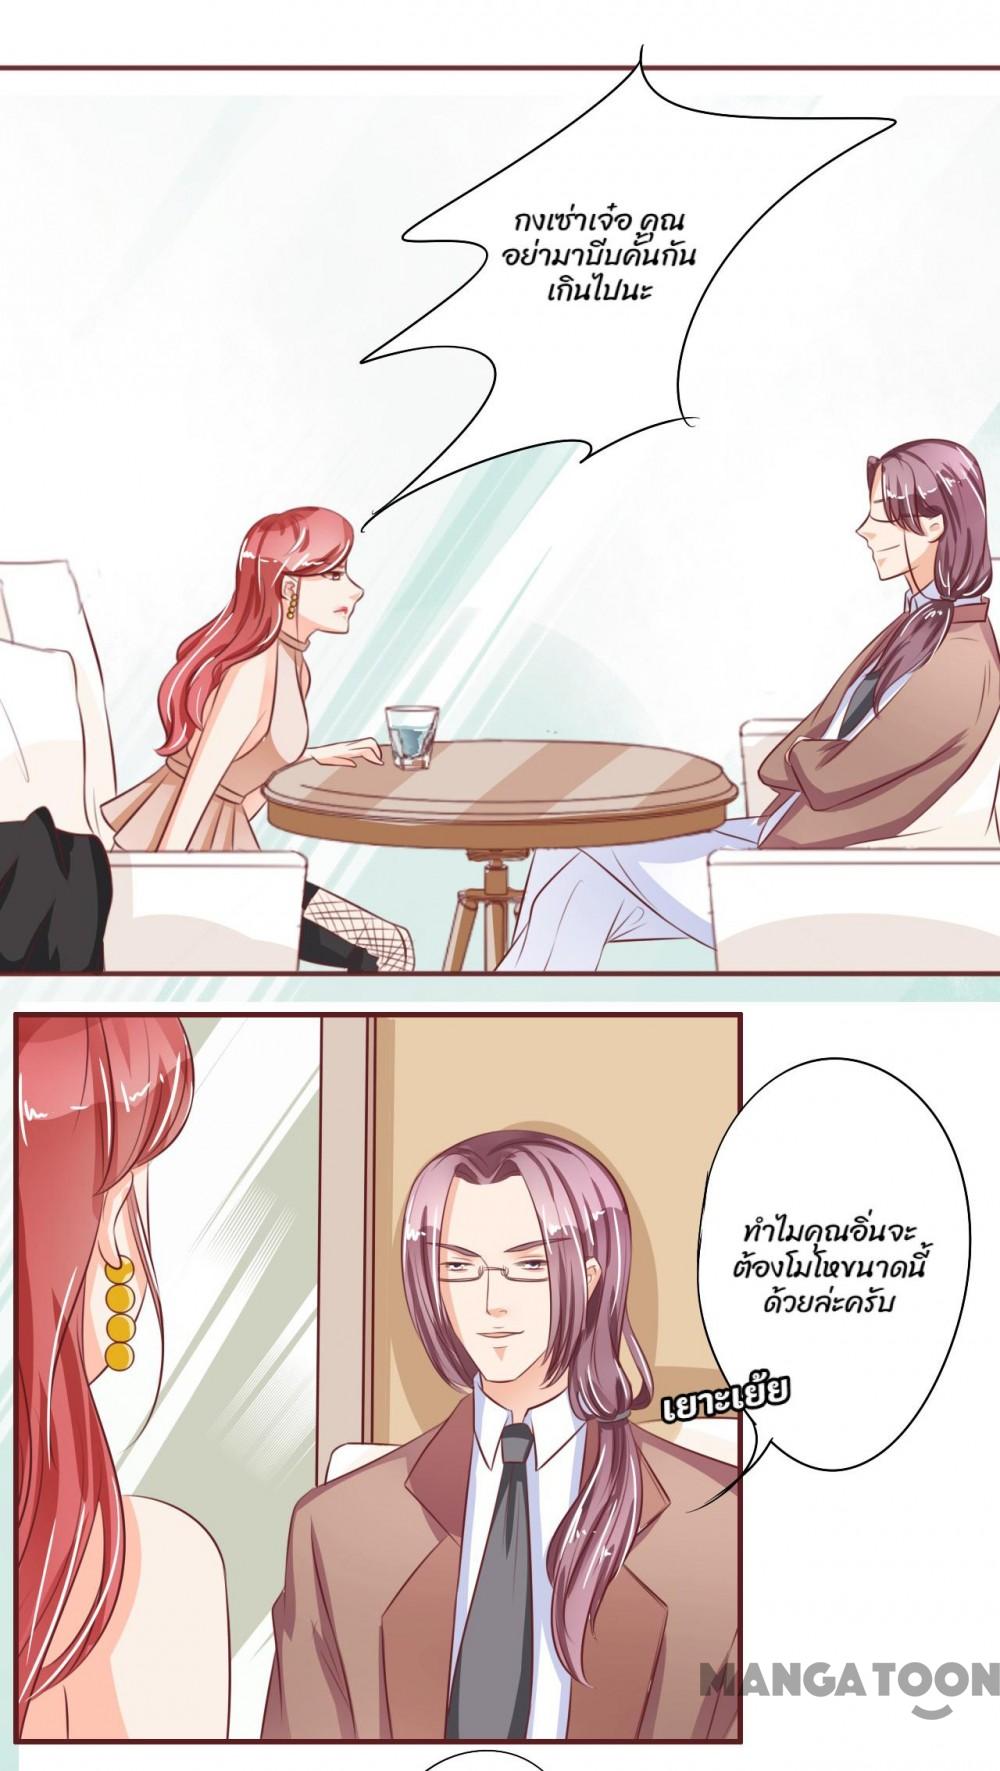 กงเซ่าเจ๋อ คุณ
อย่ามาบีบคั้นกัน
เกินไปนะ
ทำไมคุณอิ่นจะ
ต้องโมโหขนาดนี้
ด้วยล่ะครับ
เยาะเย้ย
MANGATOON